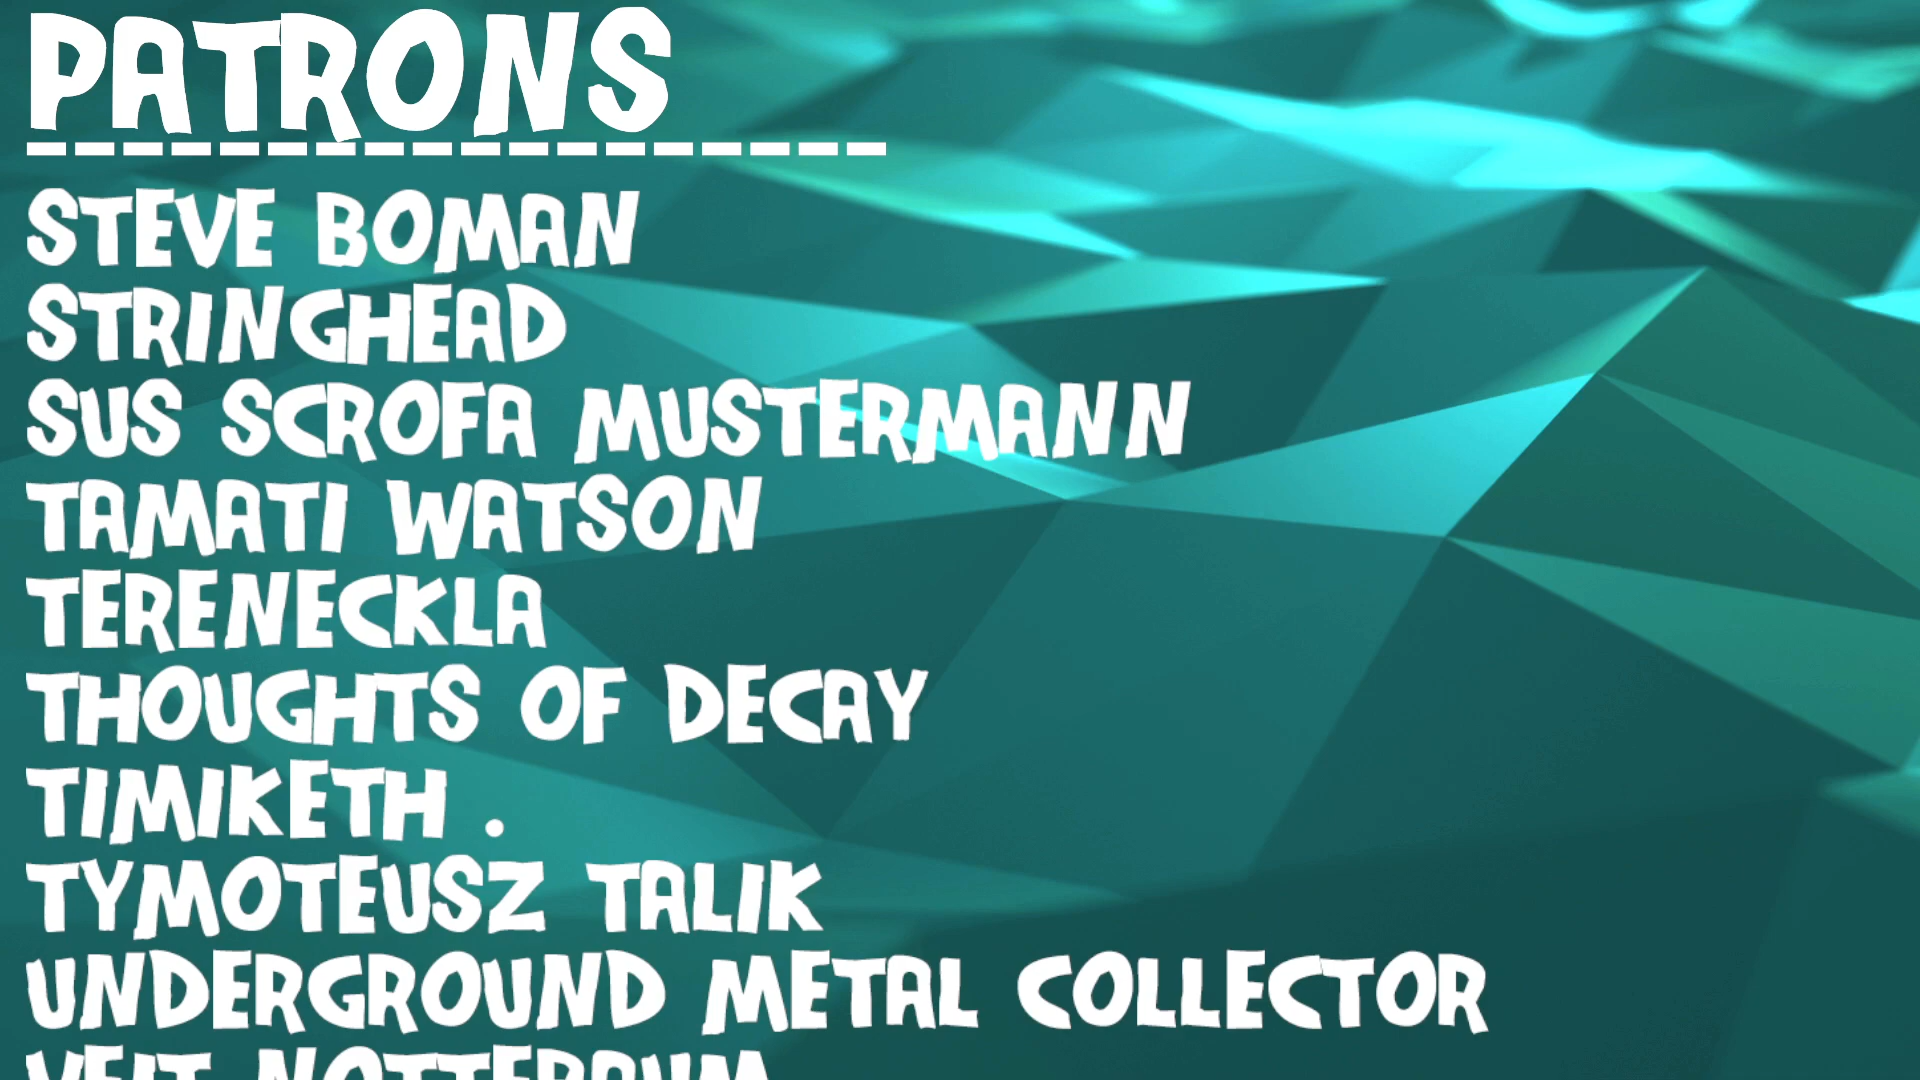 PATRONS
------------------
STEVE BOMAN
STRINGHEAD
SUS SCROFA MUSTERMANN
TAMATI WATSON
TERENECKLA
THOUGHTS OF DECAY
TIMIKETH .
TYMOTEUSZ TALIK
UNDERGROUND METAL COLLECTOR
VEIT